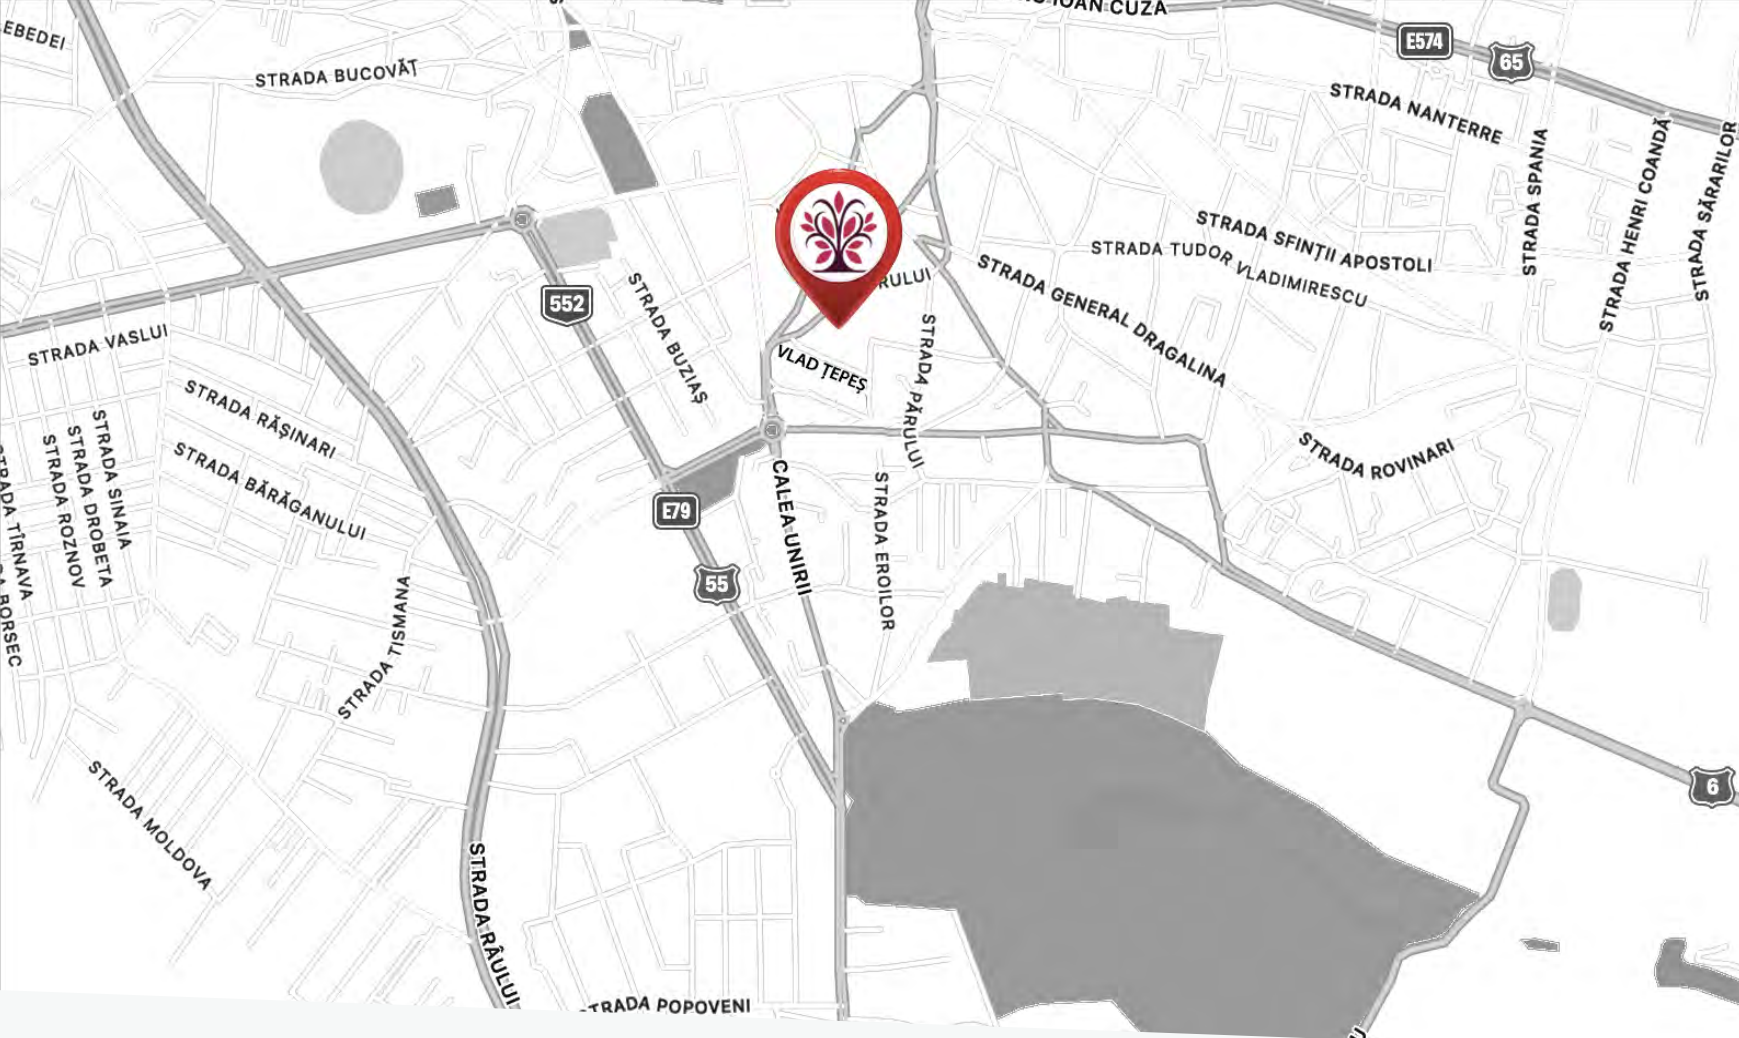 IOAN CUZA
EBEDEI
E574
65
STRADA BUCOVĂȚ
STRADA NANTERRE
STRADA SPANIA
STRADA HENRI COANDĂ
STRADA SĂRARILOR
STRADA SFINȚII APOSTOLI
STRADA TUDOR VLADIMIRESCU
STRADA GENERAL DRAGALINA
RULUI
552
STRADA BUZIAȘ
STRADA VASLUI
VLAD ȚEPEȘ
STRADA PĂRULUI
STRADA RĂȘINARI
STRADA BĂRĂGANULUI
STRADA SINAIA
STRADA DROBETA
STRADA ROZNOV
TÎRNAVA
BORSEC
STRADA ROVINARI
CALEA UNIRII
E79
STRADA EROILOR
55
STRADA TISMANA
STRADA MOLDOVA
6
STRADA RÂULUI
TRADA POPOVENI